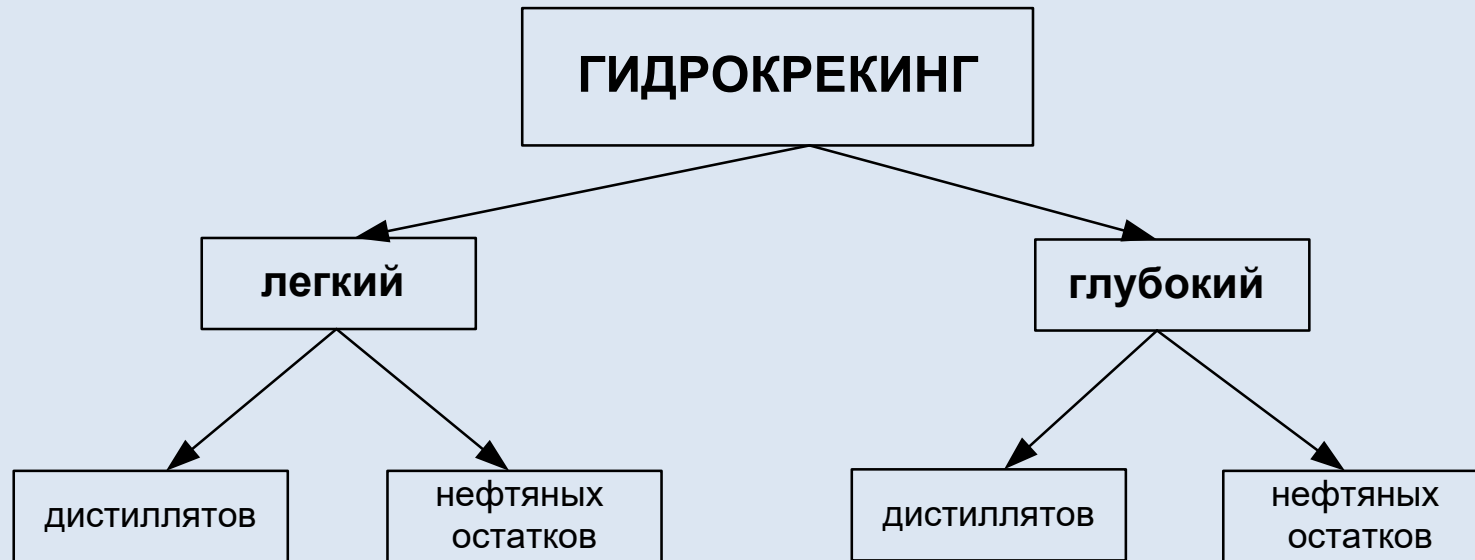 ГИДРОКРЕКИНГ
легкий
глубокий
дистиллятов
нефтяных
остатков
дистиллятов
нефтяных
остатков